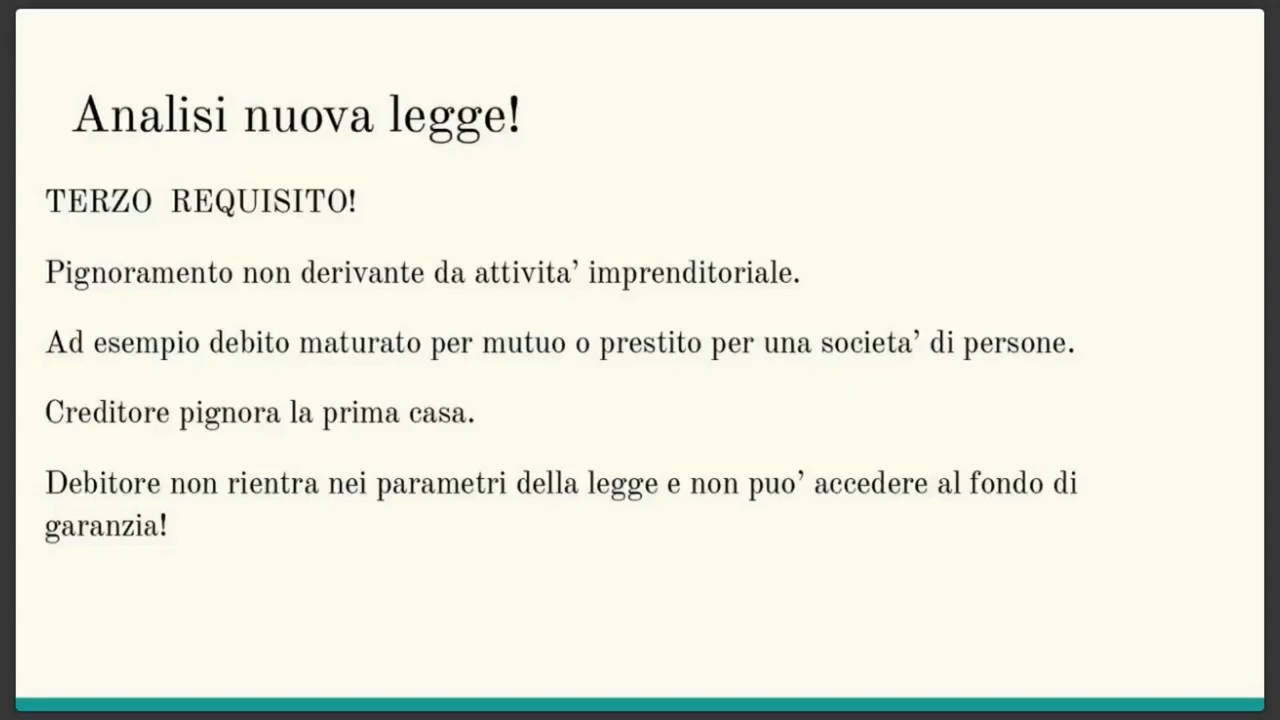 Analisi nuova legge!
TERZO REQUISITO!
Pignoramento non derivante da attivita’ imprenditoriale.
Ad esempio debito maturato per mutuo o prestito per una societa’ di persone.
Creditore pignora la prima casa.
Debitore non rientra nei parametri della legge e non puo’ accedere al fondo di
garanzia!